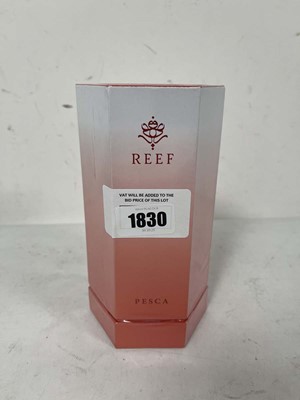 REEF
VAT WILL BE ADDED TO THE
BID PRICE OF THIS LOT
1830
PESCA